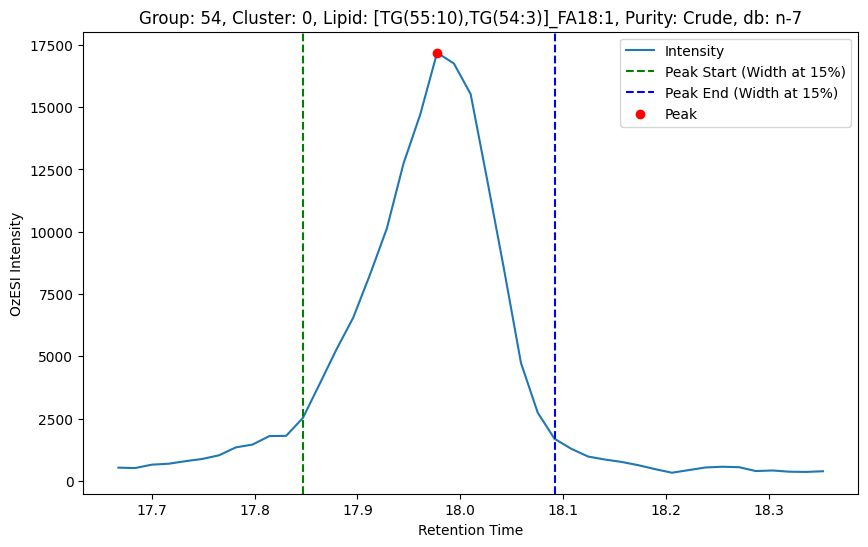 Group: 54, Cluster: 0, Lipid: [TG(55:10),TG(54:3)]_FA18:1, Purity: Crude, db: n-7
Intensity
Peak Start (Width at 15%)
Peak End (Width at 15%)
Peak
OzESI Intensity
17500
15000
12500
10000
7500
5000
2500
0
17.7
17.8
17.9
18.0
18.1
18.2
18.3
Retention Time